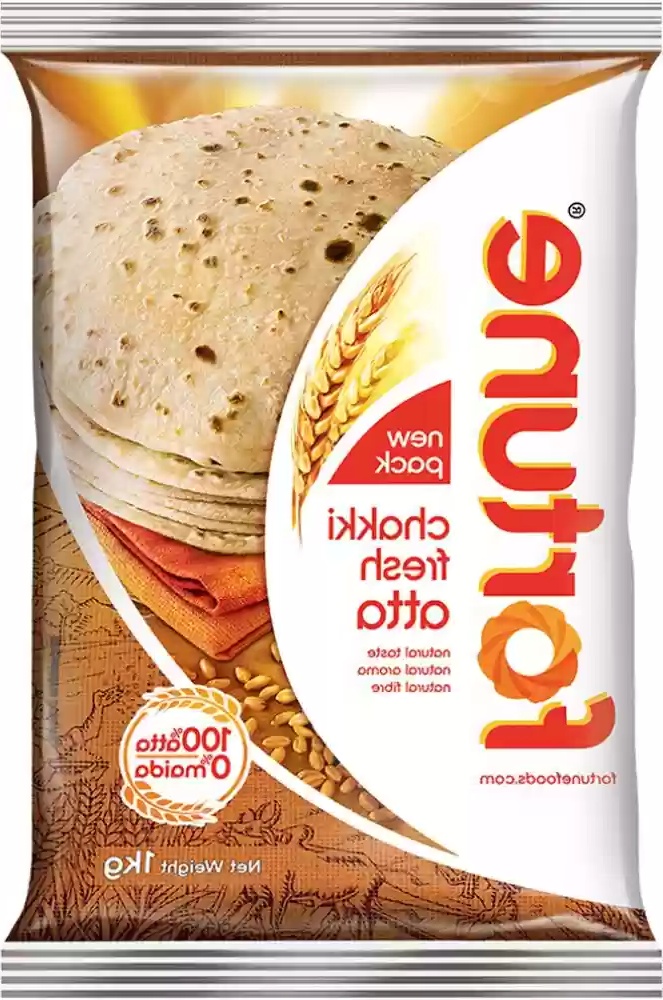 fortune®
new
pack
chakki
fresh
atta
natural taste
natural aroma
natural fibre
fortunefoods.com
100% atta
0% maida
Net Weight 1kg